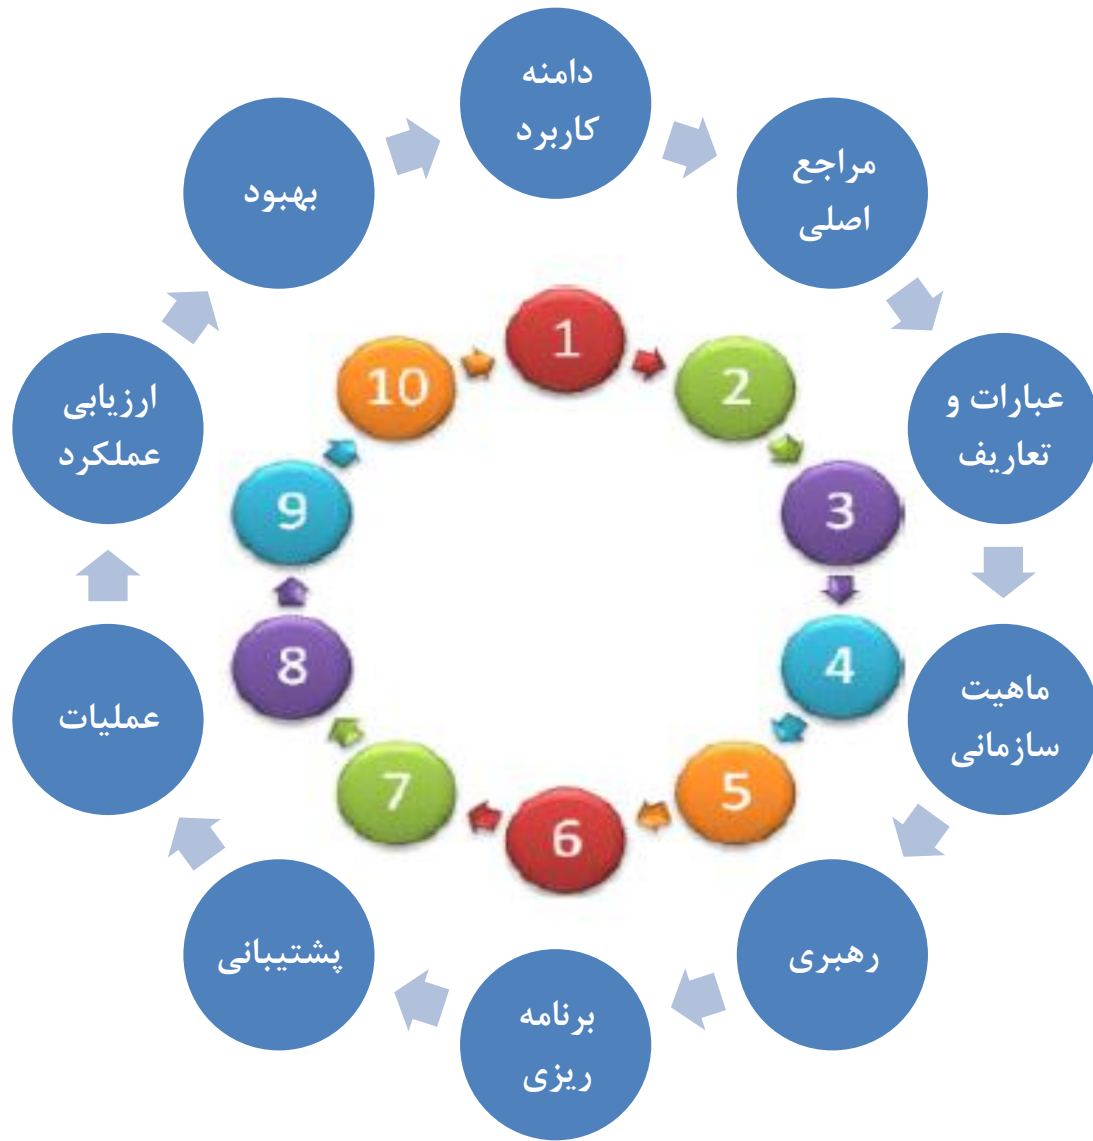 دامنه
کاربرد
مراجع
اصلی
عبارات و
تعاریف
ماهیت
سازمانی
رهبری
برنامه
ریزی
پشتیبانی
عملیات
ارزیابی
عملکرد
بهبود
1
2
3
4
5
6
7
8
9
10